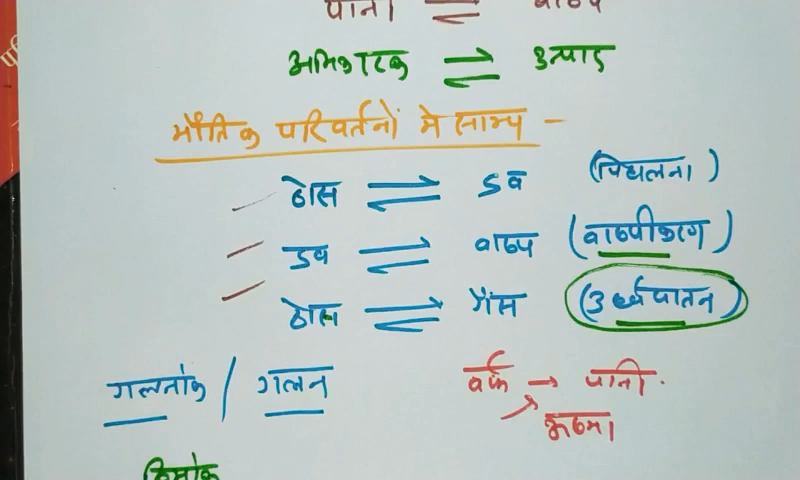 पानी ⇌ वाष्प
अभिकारक ⇌ उत्पाद
भौतिक परिवर्तनों मे साम्य -
ठोस ⇌ द्रव (पिघलना)
द्रव ⇌ वाष्प (वाष्पीकरण)
ठोस ⇌ गैस (उर्ध्वपातन)
गलनांक / गलन
बर्फ → पानी.
ऊष्मा
हिमांक